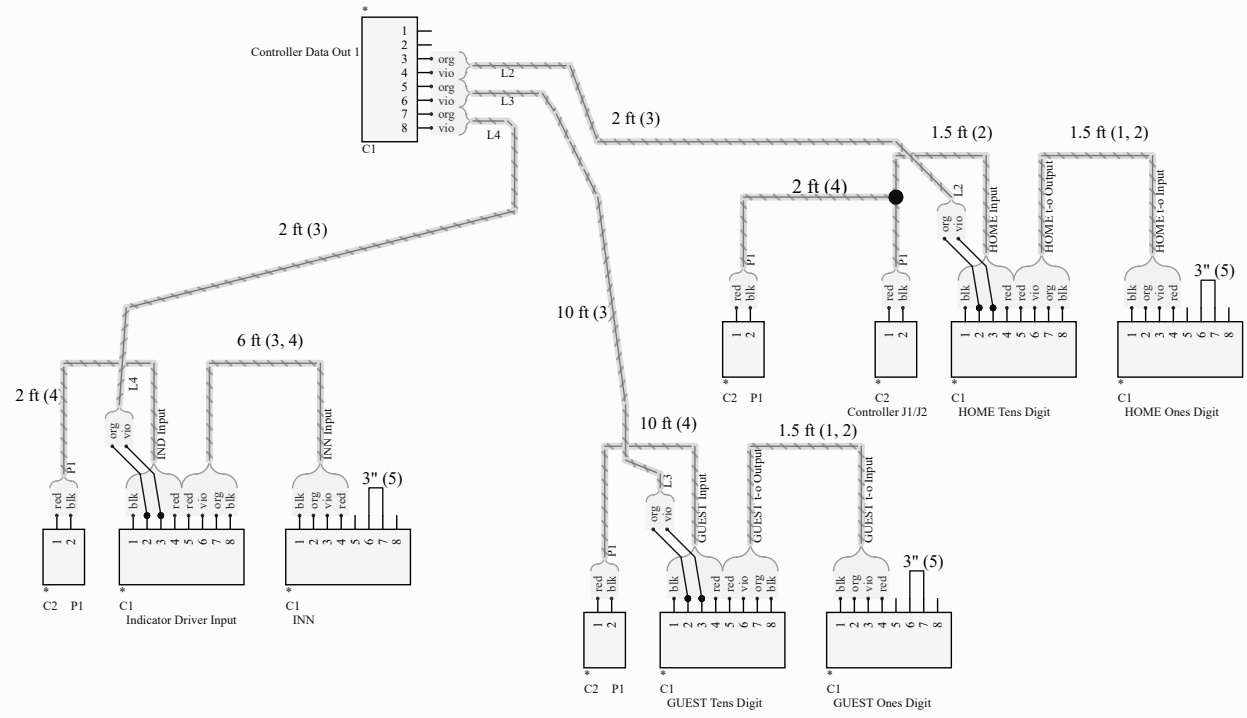 *
Controller Data Out 1
1
2
3 org
4 vio
5 org
6 vio
7 org
8 vio
C1
L2
L3
L4
2 ft (3)
1.5 ft (2)
1.5 ft (1, 2)
2 ft (4)
L2
HOME Input
HOME t-o Output
HOME t-o Input
org vio
P1
P1
3" (5)
red blk
red blk
blk red red vio org blk
blk org vio red
1 2
1 2
1 2 3 4 5 6 7 8
1 2 3 4 5 6 7 8
*
C2 P1
*
C2
Controller J1/J2
*
C1
HOME Tens Digit
*
C1
HOME Ones Digit
2 ft (3)
10 ft (3)
6 ft (3, 4)
2 ft (4)
L4
IND Input
INN Input
org vio
P1
3" (5)
red blk
blk red red vio org blk
blk org vio red
1 2
1 2 3 4 5 6 7 8
1 2 3 4 5 6 7 8
*
C2 P1
*
C1
Indicator Driver Input
*
C1
INN
10 ft (4)
1.5 ft (1, 2)
L3
GUEST Input
GUEST t-o Output
GUEST t-o Input
org vio
P1
3" (5)
red blk
blk red red vio org blk
blk org vio red
1 2
1 2 3 4 5 6 7 8
1 2 3 4 5 6 7 8
*
C2 P1
*
C1
GUEST Tens Digit
*
C1
GUEST Ones Digit